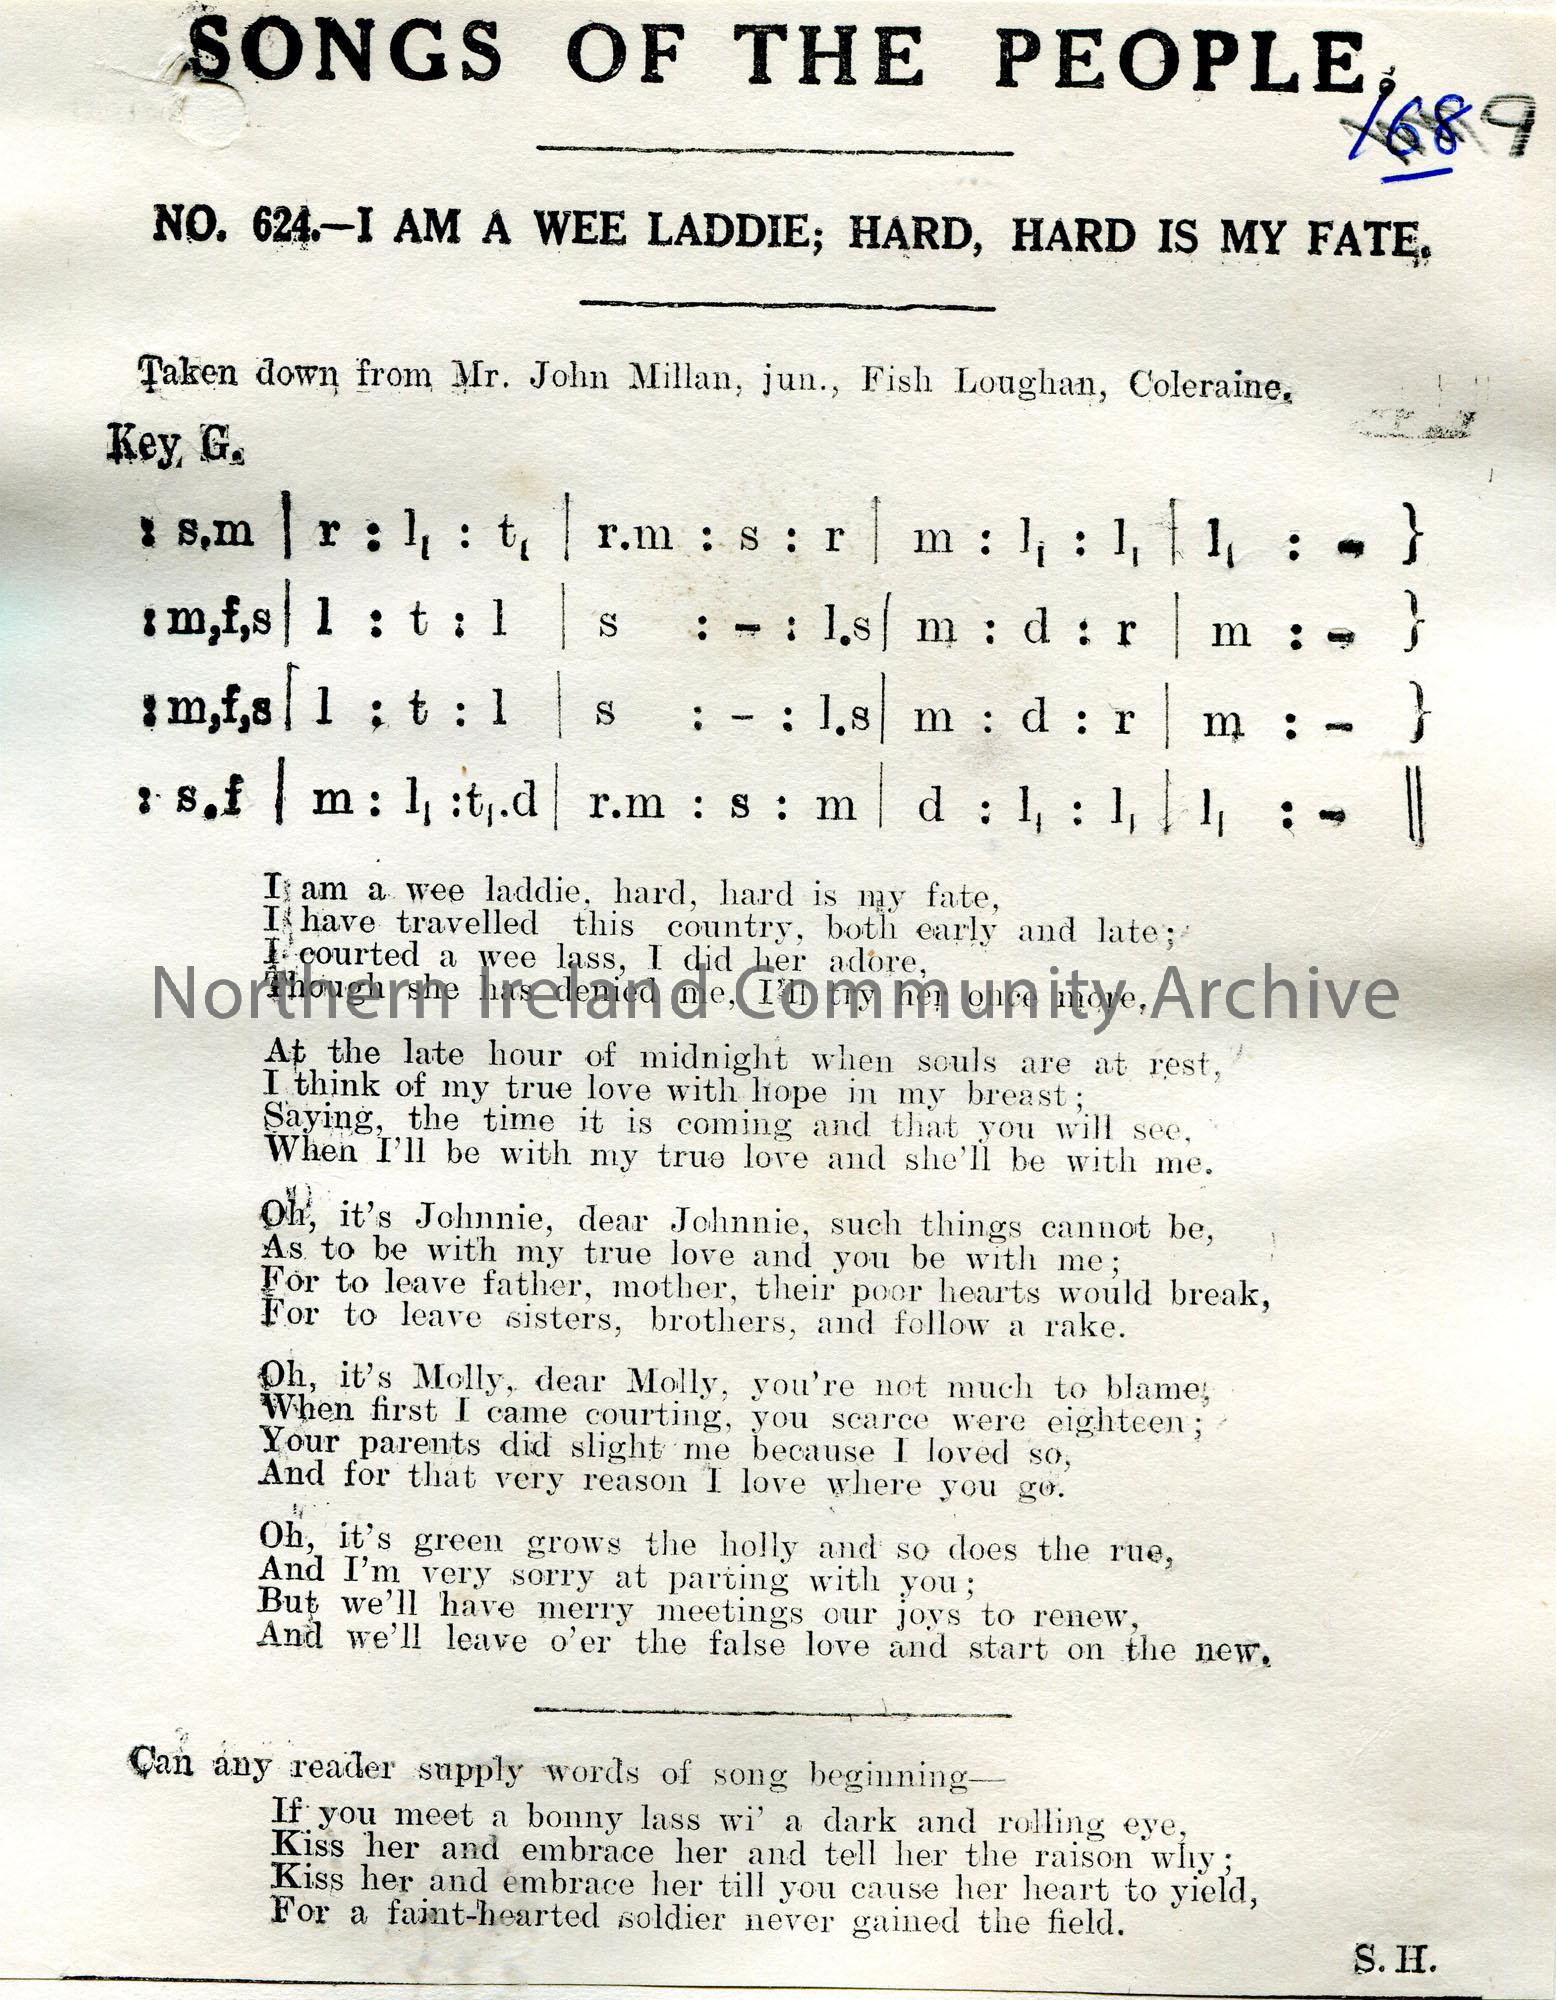 SONGS OF THE PEOPLE.
168 9
NO. 624.—I AM A WEE LADDIE; HARD, HARD IS MY FATE.
Taken down from Mr. John Millan, jun., Fish Loughan, Coleraine.
Key G.
: s.m | r : l₁ : t₁ | r.m : s : r | m : l₁ : l₁ | l₁ : - }
: m,f,s | l : t : l | s : - : l.s | m : d : r | m : - }
: m,f,s | l : t : l | s : - : l.s | m : d : r | m : - }
: s.f | m : l₁ : t₁.d | r.m : s : m | d : l₁ : l₁ | l₁ : - ||
I am a wee laddie, hard, hard is my fate,
I have travelled this country, both early and late;
I courted a wee lass, I did her adore,
Though she has denied me, I'll try her once more.
Northern Ireland Community Archive
At the late hour of midnight when souls are at rest,
I think of my true love with hope in my breast;
Saying, the time it is coming and that you will see,
When I'll be with my true love and she'll be with me.
Oh, it's Johnnie, dear Johnnie, such things cannot be,
As to be with my true love and you be with me;
For to leave father, mother, their poor hearts would break,
For to leave sisters, brothers, and follow a rake.
Oh, it's Molly, dear Molly, you're not much to blame,
When first I came courting, you scarce were eighteen;
Your parents did slight me because I loved so,
And for that very reason I love where you go.
Oh, it's green grows the holly and so does the rue,
And I'm very sorry at parting with you;
But we'll have merry meetings our joys to renew,
And we'll leave o'er the false love and start on the new.
Can any reader supply words of song beginning—
If you meet a bonny lass wi' a dark and rolling eye,
Kiss her and embrace her and tell her the raison why;
Kiss her and embrace her till you cause her heart to yield,
For a faint-hearted soldier never gained the field.
S. H.